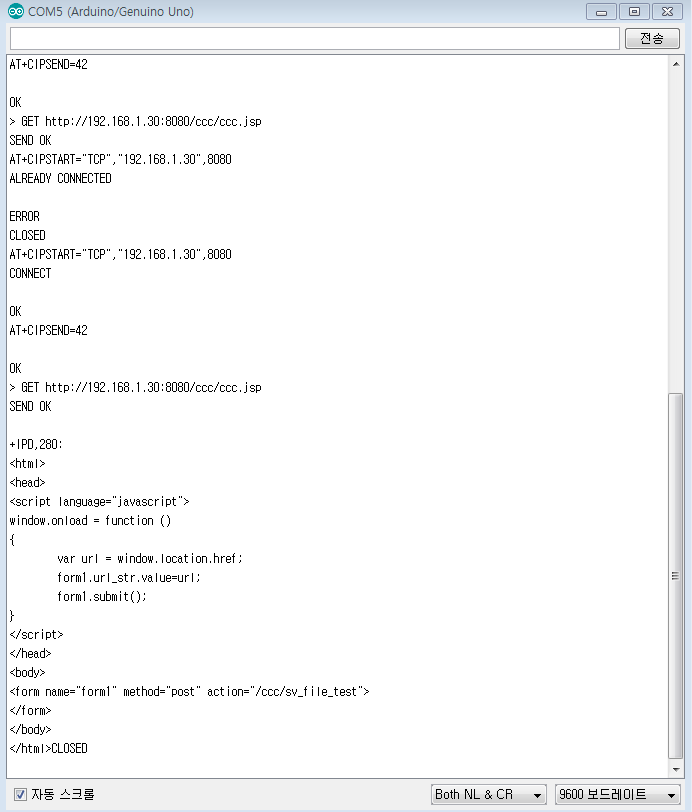 COM5 (Arduino/Genuino Uno)
전송
AT+CIPSEND=42
OK
> GET http://192.168.1.30:8080/ccc/ccc.jsp
SEND OK
AT+CIPSTART="TCP","192.168.1.30",8080
ALREADY CONNECTED
ERROR
CLOSED
AT+CIPSTART="TCP","192.168.1.30",8080
CONNECT
OK
AT+CIPSEND=42
OK
> GET http://192.168.1.30:8080/ccc/ccc.jsp
SEND OK
+IPD,280:
<html>
<head>
<script language="javascript">
window.onload = function ()
{
var url = window.location.href;
form1.url_str.value=url;
form1.submit();
}
</script>
</head>
<body>
<form name="form1" method="post" action="/ccc/sv_file_test">
</form>
</body>
</html>CLOSED
자동 스크롤
Both NL & CR
9600 보드레이트